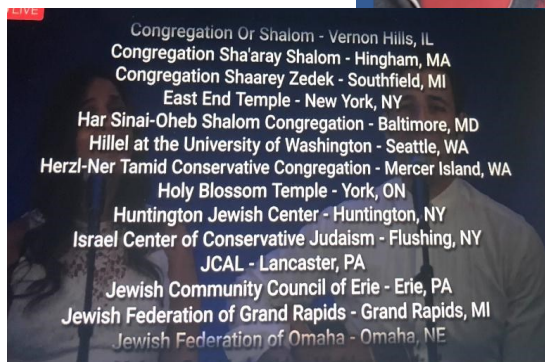 LIVE
Congregation Or Shalom - Vernon Hills, IL
Congregation Sha'aray Shalom - Hingham, MA
Congregation Shaarey Zedek - Southfield, MI
East End Temple - New York, NY
Har Sinai-Oheb Shalom Congregation - Baltimore, MD
Hillel at the University of Washington - Seattle, WA
Herzl-Ner Tamid Conservative Congregation - Mercer Island, WA
Holy Blossom Temple - York, ON
Huntington Jewish Center - Huntington, NY
Israel Center of Conservative Judaism - Flushing, NY
JCAL - Lancaster, PA
Jewish Community Council of Erie - Erie, PA
Jewish Federation of Grand Rapids - Grand Rapids, MI
Jewish Federation of Omaha - Omaha, NE